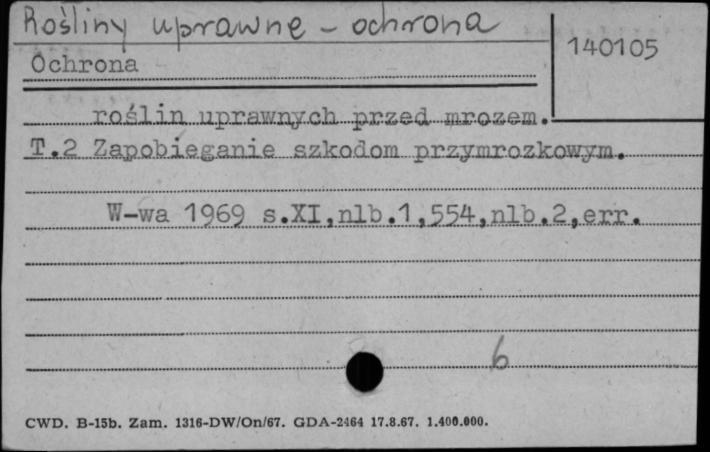 Rośliny uprawne - ochrona
140105
Ochrona
roślin uprawnych przed mrozem.
T.2 Zapobieganie szkodom przymrozkowym.
W-wa 1969 s.XI,nlb.1,554,nlb.2,err.
6
CWD. B-15b. Zam. 1316-DW/On/67. GDA-2464 17.8.67. 1.400.000.